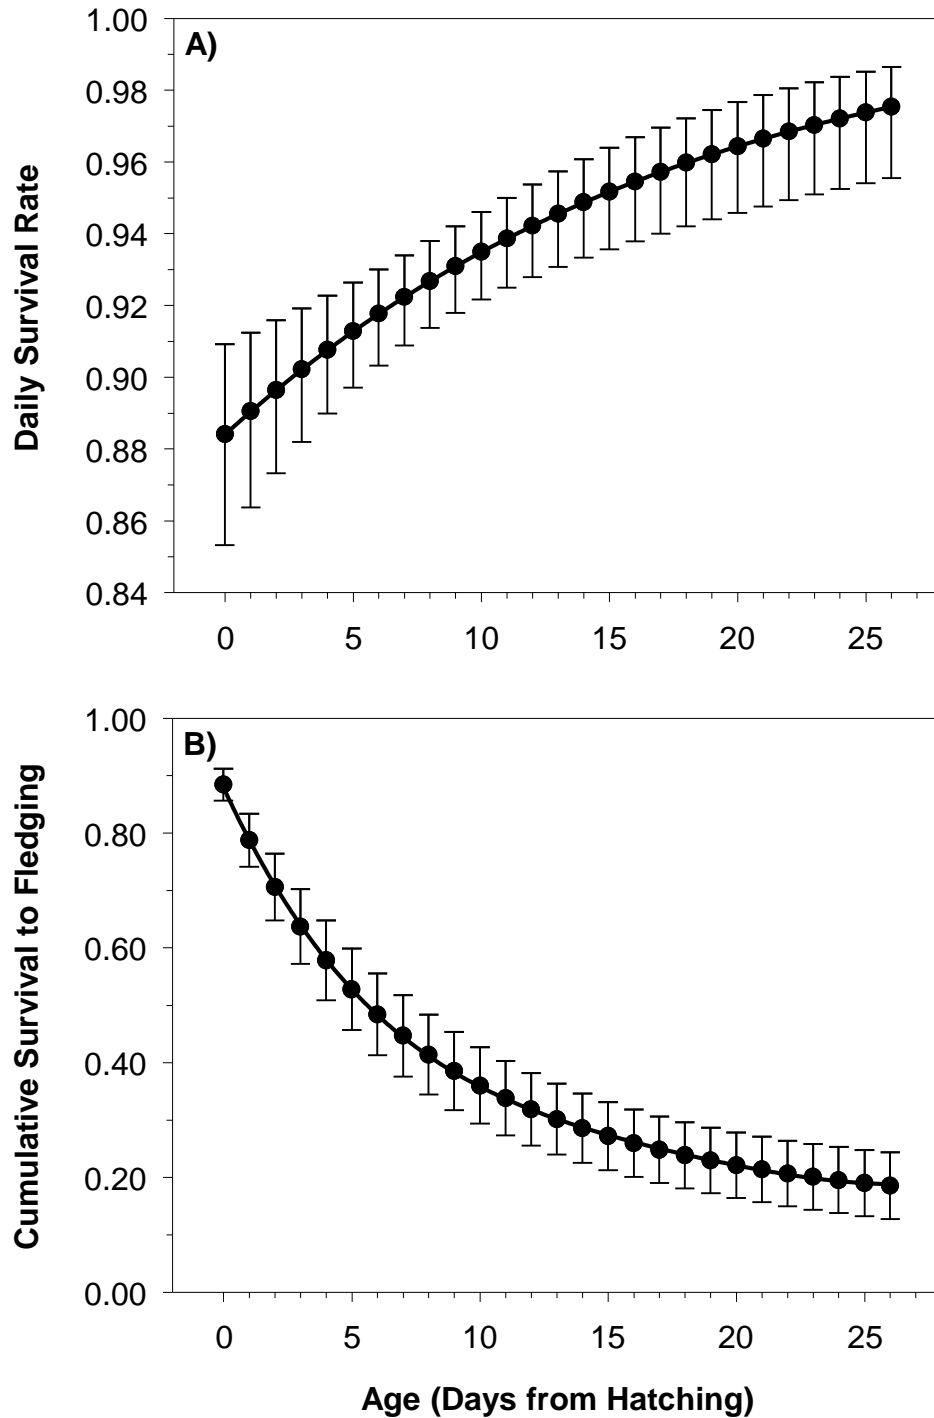 A)
Daily Survival Rate
1.00
0.98
0.96
0.94
0.92
0.90
0.88
0.86
0.84
0 5 10 15 20 25
B)
Cumulative Survival to Fledging
1.00
0.80
0.60
0.40
0.20
0.00
0 5 10 15 20 25
Age (Days from Hatching)